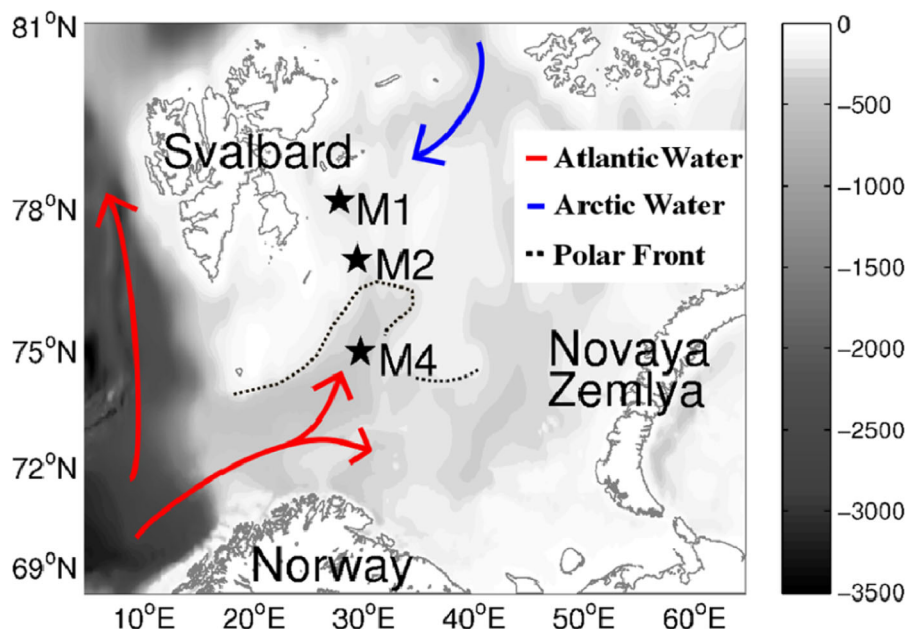 81°N
78°N
75°N
72°N
69°N
10°E
20°E
30°E
40°E
50°E
60°E
Svalbard
M1
M2
M4
Novaya
Zemlya
Norway
Atlantic Water
Arctic Water
Polar Front
0
−500
−1000
−1500
−2000
−2500
−3000
−3500